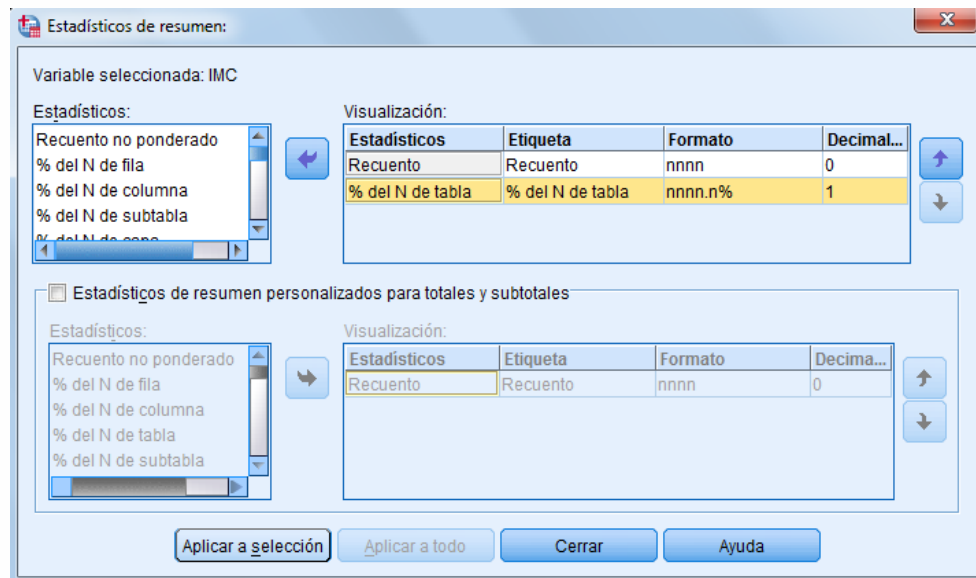 Estadísticos de resumen:
Variable seleccionada: IMC
Estadísticos:
Recuento no ponderado
% del N de fila
% del N de columna
% del N de subtabla
% del N de capa
Visualización:
Estadísticos Etiqueta Formato Decimal...
Recuento Recuento nnnn 0
% del N de tabla % del N de tabla nnnn.n% 1
Estadísticos de resumen personalizados para totales y subtotales
Estadísticos:
Recuento no ponderado
% del N de fila
% del N de columna
% del N de tabla
% del N de subtabla
Visualización:
Estadísticos Etiqueta Formato Decima...
Recuento Recuento nnnn 0
Aplicar a selección Aplicar a todo Cerrar Ayuda